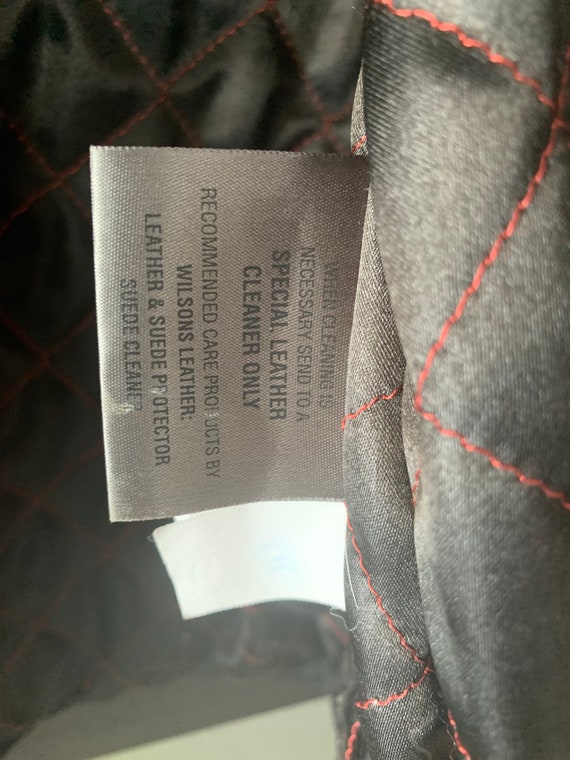 WHEN CLEANING IS
NECESSARY SEND TO A
SPECIAL LEATHER
CLEANER ONLY
RECOMMENDED CARE PRODUCTS BY
WILSONS LEATHER:
LEATHER & SUEDE PROTECTOR
SUEDE CLEANER